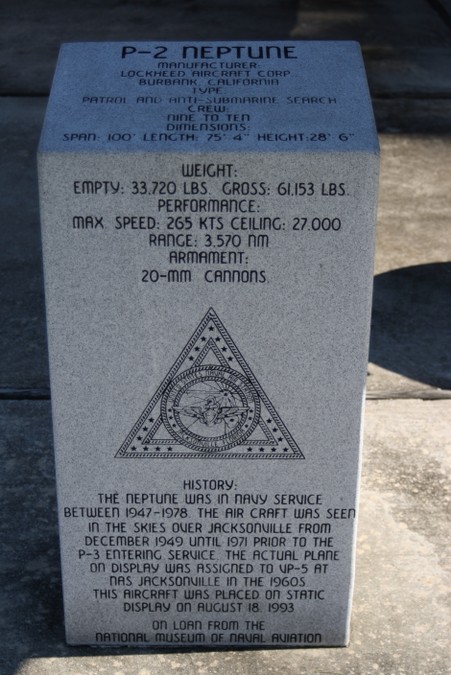 P-2 NEPTUNE
MANUFACTURER:
LOCKHEED AIRCRAFT CORP
BURBANK, CALIFORNIA
TYPE:
PATROL AND ANTI-SUBMARINE SEARCH
CREW:
NINE TO TEN
DIMENSIONS:
SPAN: 100' LENGTH: 75' 4" HEIGHT:28' 6"
WEIGHT:
EMPTY: 33,720 LBS. GROSS: 61,153 LBS.
PERFORMANCE:
MAX. SPEED: 265 KTS CEILING: 27,000
RANGE: 3,570 NM
ARMAMENT:
20-MM CANNONS.
HISTORY:
THE NEPTUNE WAS IN NAVY SERVICE
BETWEEN 1947-1978. THE AIR CRAFT WAS SEEN
IN THE SKIES OVER JACKSONVILLE FROM
DECEMBER 1949 UNTIL 1971 PRIOR TO THE
P-3 ENTERING SERVICE. THE ACTUAL PLANE
ON DISPLAY WAS ASSIGNED TO VP-5 AT
NAS JACKSONVILLE IN THE 1960S
THIS AIRCRAFT WAS PLACED ON STATIC
DISPLAY ON AUGUST 18, 1993
ON LOAN FROM THE
NATIONAL MUSEUM OF NAVAL AVIATION